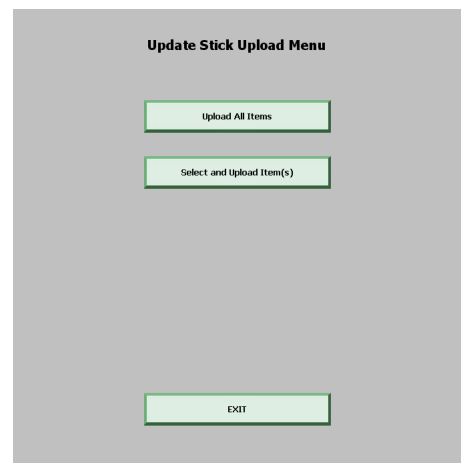 Update Stick Upload Menu
Upload All Items
Select and Upload Item(s)
EXIT